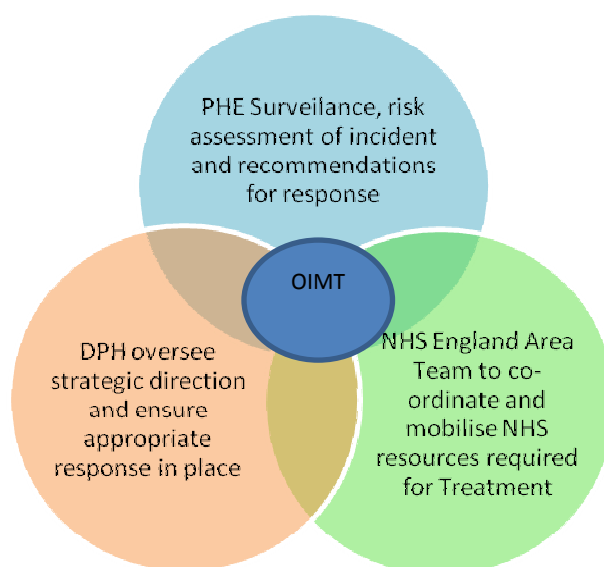 PHE Surveilance, risk
assessment of incident
and recommendations
for response
OIMT
DPH oversee
strategic direction
and ensure
appropriate
response in place
NHS England Area
Team to co-
ordinate and
mobilise NHS
resources required
for Treatment